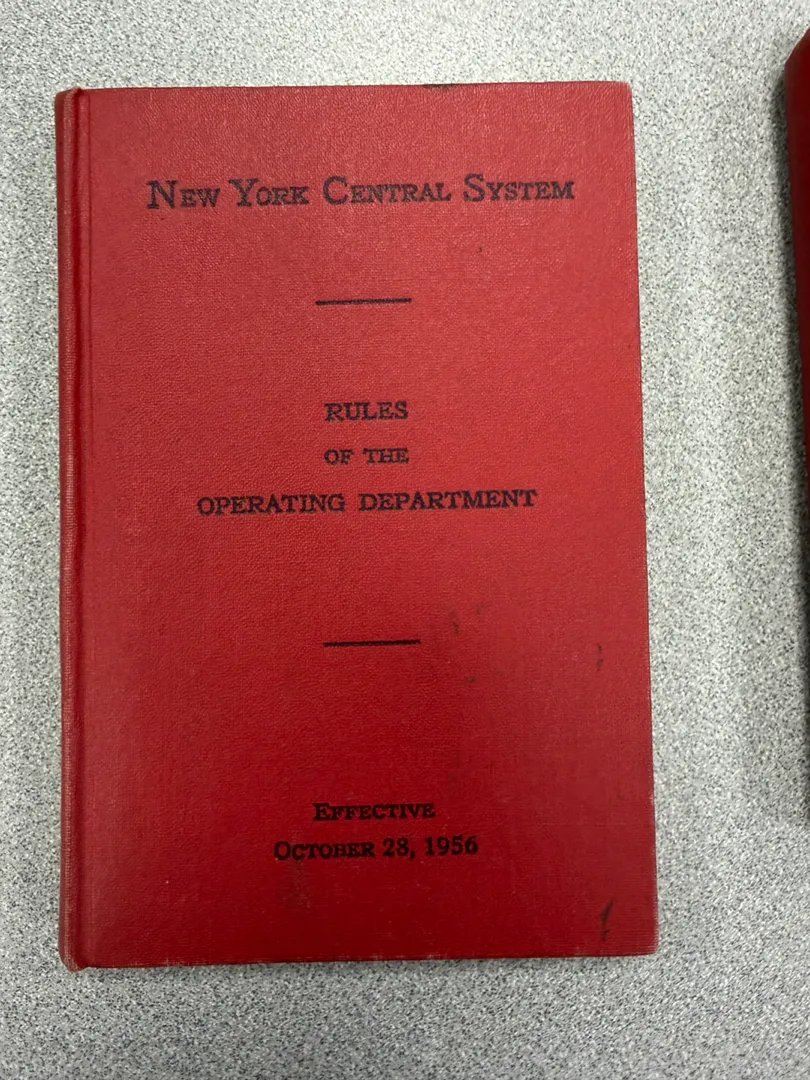 New York Central System
RULES
OF THE
OPERATING DEPARTMENT
Effective
October 28, 1956